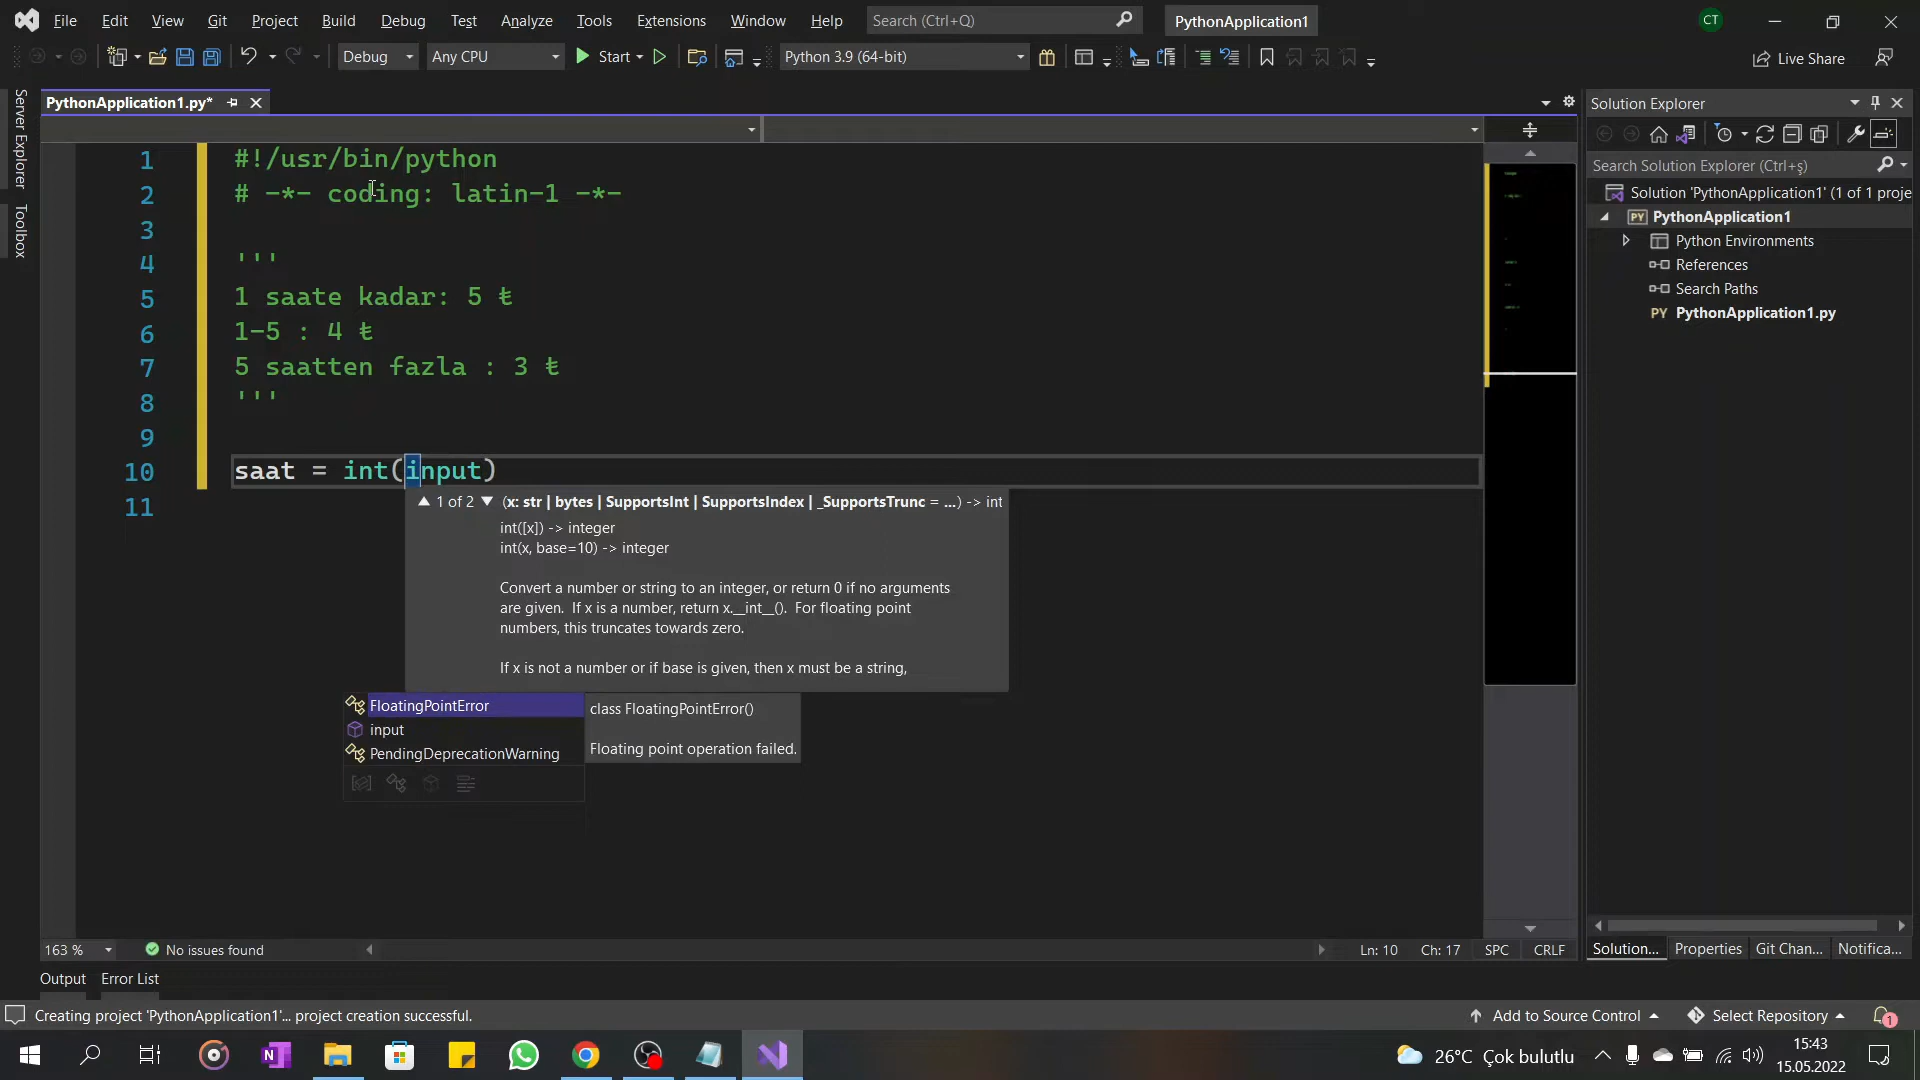 File Edit View Git Project Build Debug Test Analyze Tools Extensions Window Help Search (Ctrl+Q) PythonApplication1 CT
Debug Any CPU Start Python 3.9 (64-bit) Live Share
Server Explorer
Toolbox
PythonApplication1.py*
1 #!/usr/bin/python
2 # -*- coding: latin-1 -*-
3
4 '''
5 1 saate kadar: 5 ₺
6 1-5 : 4 ₺
7 5 saatten fazla : 3 ₺
8 '''
9
10 saat = int(input)
11
1 of 2 (x: str | bytes | SupportsInt | SupportsIndex | _SupportsTrunc = ...) -> int
int([x]) -> integer
int(x, base=10) -> integer
Convert a number or string to an integer, or return 0 if no arguments
are given. If x is a number, return x.__int__(). For floating point
numbers, this truncates towards zero.
If x is not a number or if base is given, then x must be a string,
FloatingPointError
input
PendingDeprecationWarning
class FloatingPointError()
Floating point operation failed.
Solution Explorer
Search Solution Explorer (Ctrl+ş)
Solution 'PythonApplication1' (1 of 1 proje
PY PythonApplication1
Python Environments
References
Search Paths
PY PythonApplication1.py
163 % No issues found Ln: 10 Ch: 17 SPC CRLF
Solution... Properties Git Chan... Notifica...
Output Error List
Creating project 'PythonApplication1'... project creation successful. Add to Source Control Select Repository 1
26°C Çok bulutlu
15:43
15.05.2022